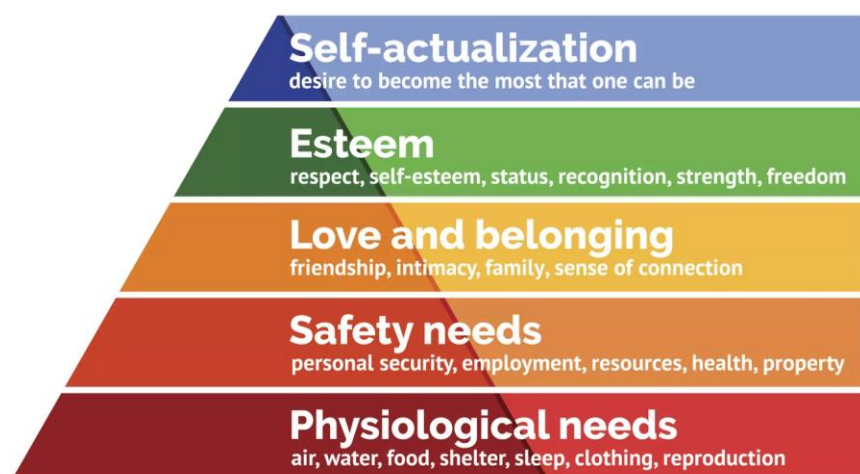 Self-actualization
desire to become the most that one can be
Esteem
respect, self-esteem, status, recognition, strength, freedom
Love and belonging
friendship, intimacy, family, sense of connection
Safety needs
personal security, employment, resources, health, property
Physiological needs
air, water, food, shelter, sleep, clothing, reproduction